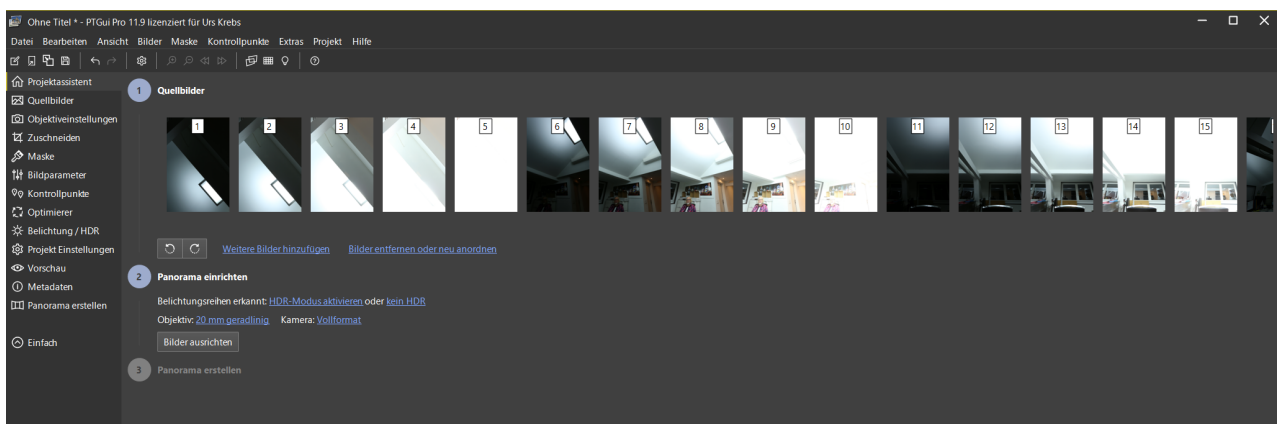 Ohne Titel * - PTGui Pro 11.9 lizenziert für Urs Krebs
Datei Bearbeiten Ansicht Bilder Maske Kontrollpunkte Extras Projekt Hilfe
Projektassistent
Quellbilder
Objektiveinstellungen
Zuschneiden
Maske
Bildparameter
Kontrollpunkte
Optimierer
Belichtung / HDR
Projekt Einstellungen
Vorschau
Metadaten
Panorama erstellen
Einfach
1 Quellbilder
1 2 3 4 5 6 7 8 9 10 11 12 13 14 15
Weitere Bilder hinzufügen Bilder entfernen oder neu anordnen
2 Panorama einrichten
Belichtungsreihen erkannt: HDR-Modus aktivieren oder kein HDR
Objektiv: 20 mm geradlinig Kamera: Vollformat
Bilder ausrichten
3 Panorama erstellen